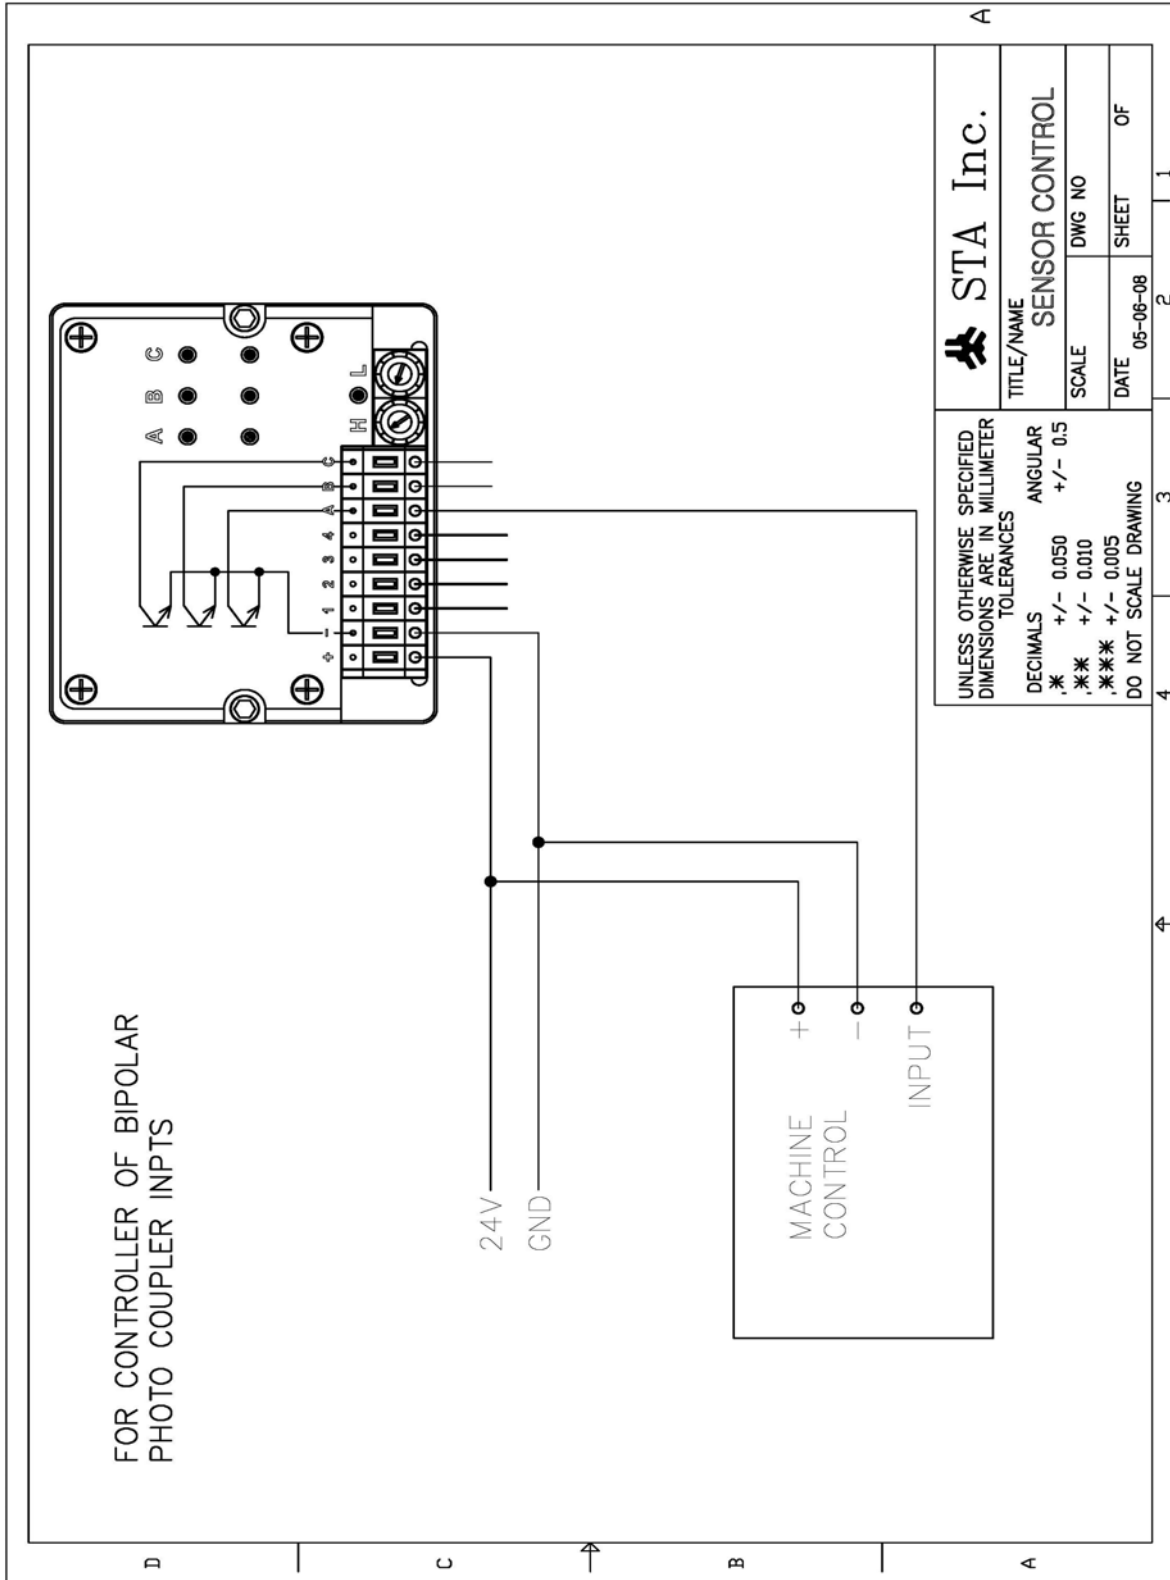 FOR CONTROLLER OF BIPOLAR
PHOTO COUPLER INPTS
A B C
H L
+ - 1 2 3 4 A B C
24V
GND
MACHINE
CONTROL
+
-
INPUT
UNLESS OTHERWISE SPECIFIED
DIMENSIONS ARE IN MILLIMETER
TOLERANCES
DECIMALS ANGULAR
.* +/- 0.050 +/- 0.5
.** +/- 0.010
.*** +/- 0.005
DO NOT SCALE DRAWING
STA Inc.
TITLE/NAME
SENSOR CONTROL
SCALE DWG NO
DATE 05-06-08 SHEET OF
D
C
B
A
4 3 2 1
A